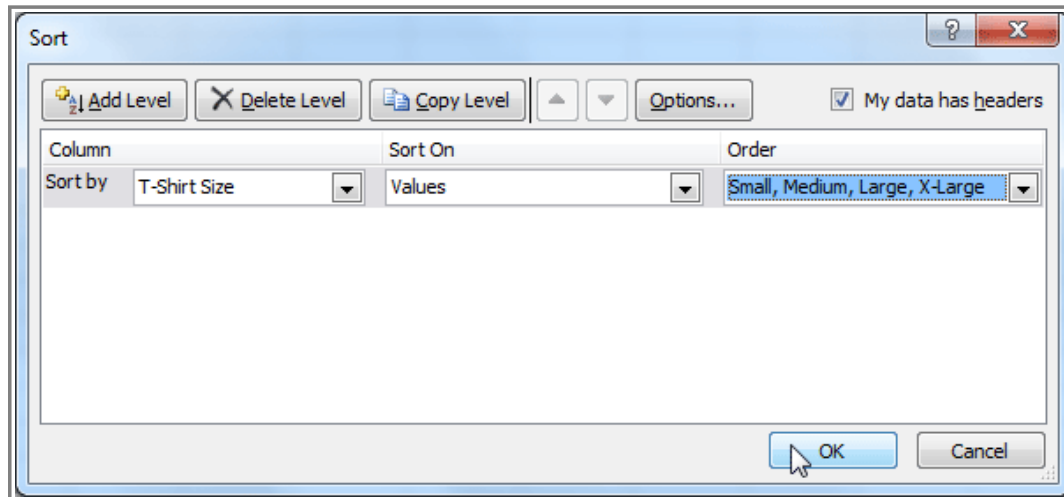 Sort
Add Level Delete Level Copy Level Options... My data has headers
Column Sort On Order
Sort by T-Shirt Size Values Small, Medium, Large, X-Large
OK Cancel